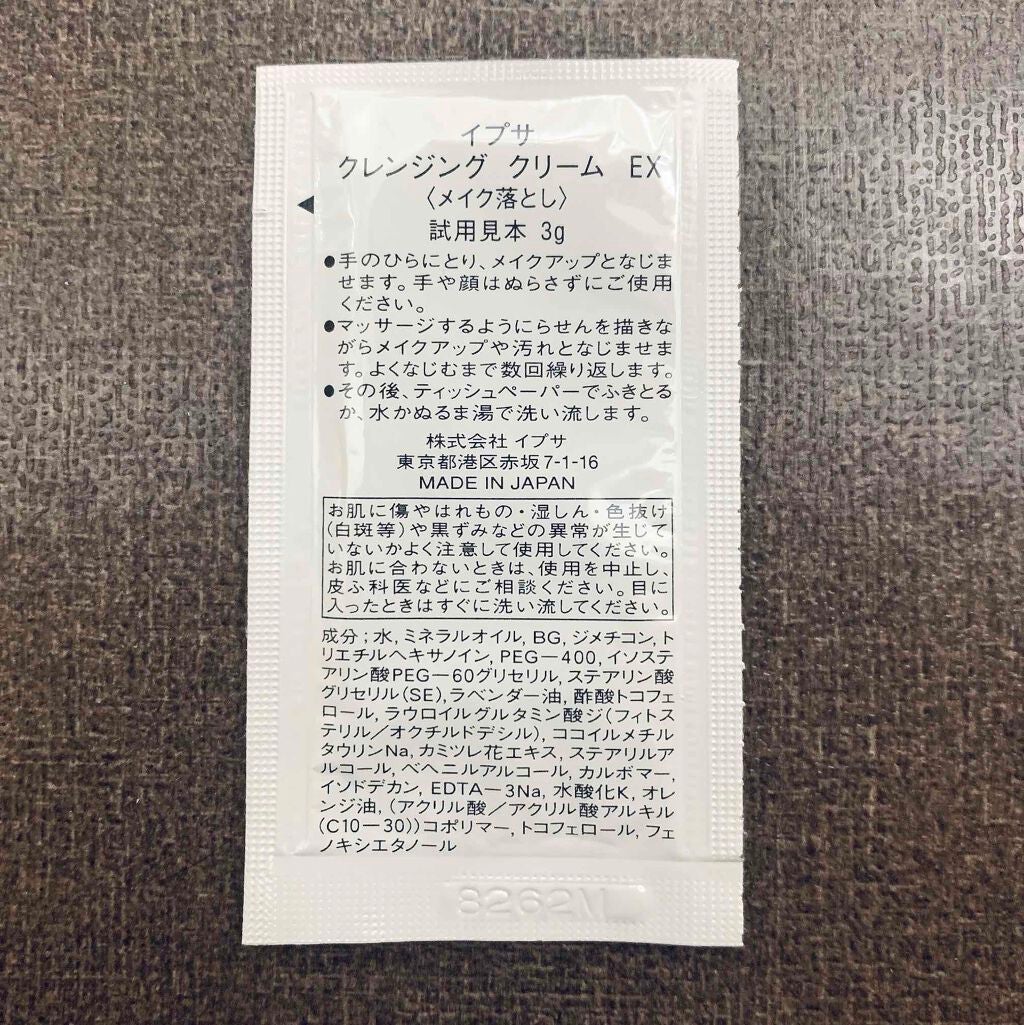 イプサ
クレンジング クリーム EX
〈メイク落とし〉
試用見本 3g
●手のひらにとり、メイクアップとなじま
せます。手や顔はぬらさずにご使用
ください。
●マッサージするようにらせんを描きな
がらメイクアップや汚れとなじませま
す。よくなじむまで数回繰り返します。
●その後、ティッシュペーパーでふきとる
か、水かぬるま湯で洗い流します。
株式会社 イプサ
東京都港区赤坂7-1-16
MADE IN JAPAN
お肌に傷やはれもの・湿しん・色抜け
(白斑等)や黒ずみなどの異常が生じて
いないかよく注意して使用してください。
お肌に合わないときは、使用を中止し、
皮ふ科医などにご相談ください。目に
入ったときはすぐに洗い流してください。
成分；水, ミネラルオイル, BG, ジメチコン, ト
リエチルヘキサノイン, PEG－400, イソステ
アリン酸PEG－60グリセリル, ステアリン酸
グリセリル(SE), ラベンダー油, 酢酸トコフェ
ロール, ラウロイルグルタミン酸ジ(フィトス
テリル／オクチルドデシル), ココイルメチル
タウリンNa, カミツレ花エキス, ステアリルア
ルコール, ベヘニルアルコール, カルボマー,
イソドデカン, EDTA－3Na, 水酸化K, オレ
ンジ油, (アクリル酸／アクリル酸アルキル
(C10－30))コポリマー, トコフェロール, フェ
ノキシエタノール
8262M